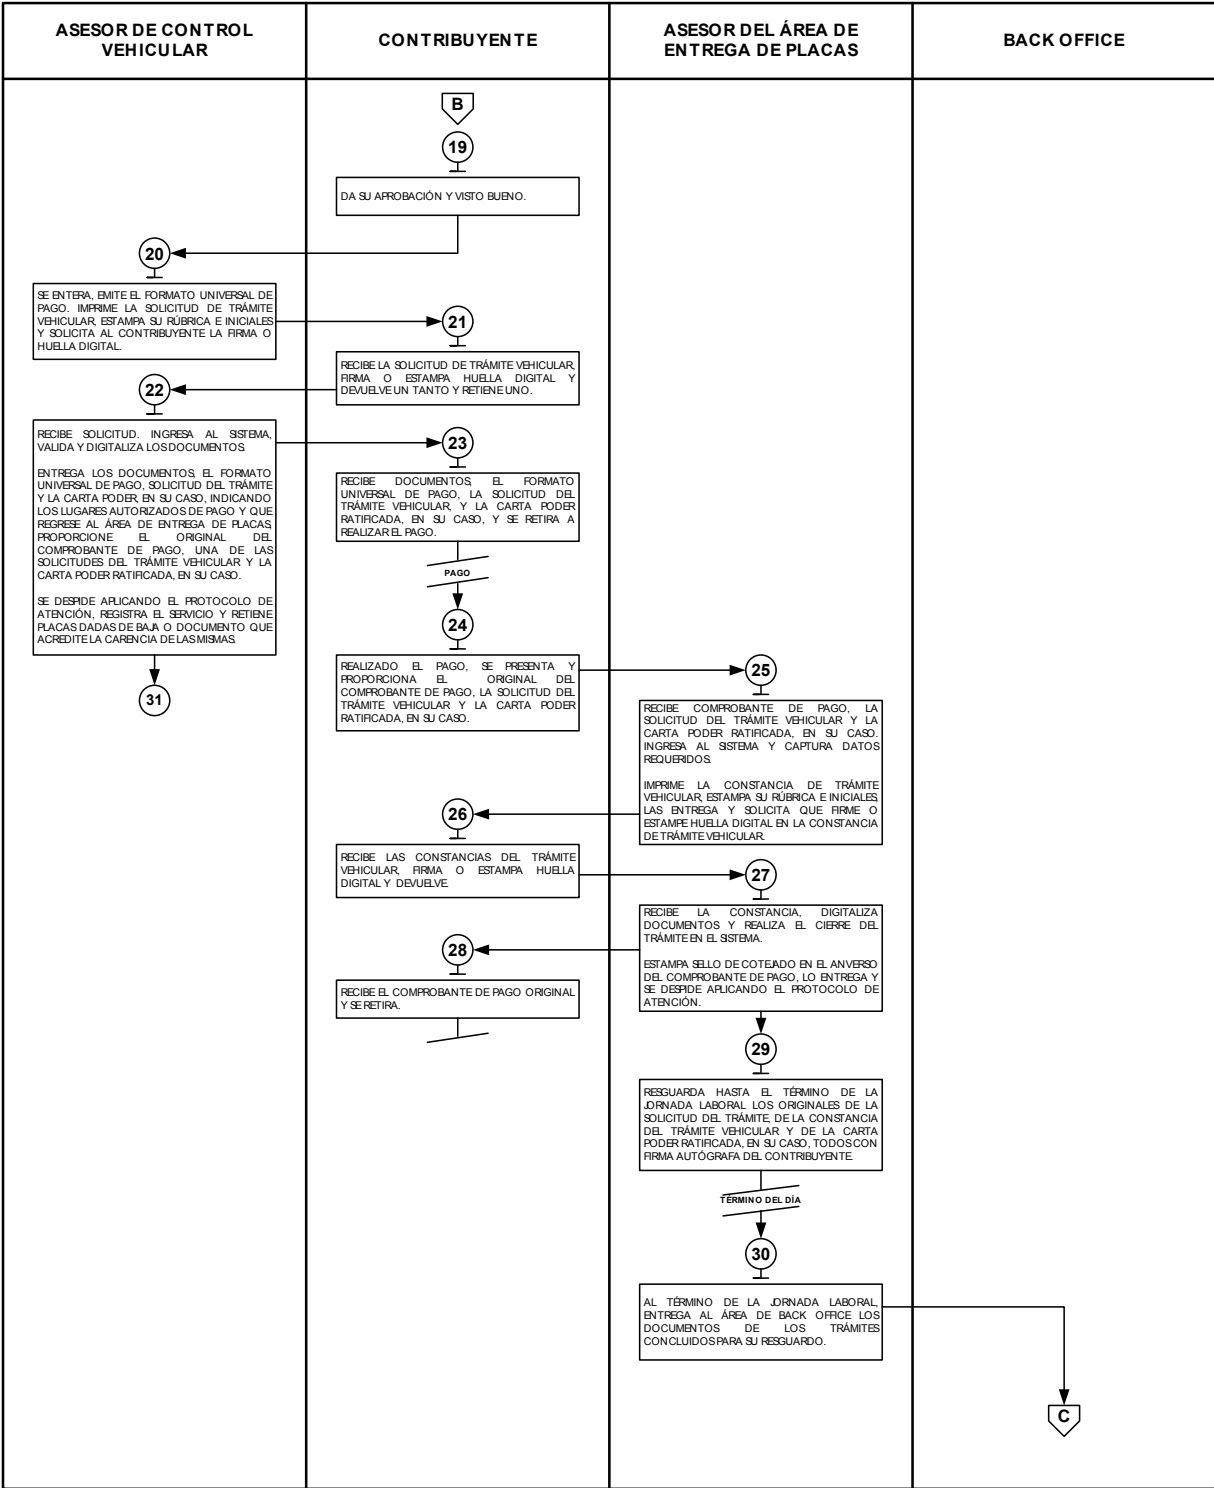 ASESOR DE CONTROL
VEHICULAR
CONTRIBUYENTE
ASESOR DEL ÁREA DE
ENTREGA DE PLACAS
BACK OFFICE
B
19
DA SU APROBACIÓN Y VISTO BUENO.
20
SE ENTERA, EMITE EL FORMATO UNIVERSAL DE
PAGO. IMPRIME LA SOLICITUD DE TRÁMITE
VEHICULAR, ESTAMPA SU RÚBRICA E INICIALES
Y SOLICITA AL CONTRIBUYENTE LA FIRMA O
HUELLA DIGITAL.
21
RECIBE LA SOLICITUD DE TRÁMITE VEHICULAR,
FIRMA O ESTAMPA HUELLA DIGITAL Y
DEVUELVE UN TANTO Y RETIENE UNO.
22
RECIBE SOLICITUD. INGRESA AL SISTEMA,
VALIDA Y DIGITALIZA LOS DOCUMENTOS.
ENTREGA LOS DOCUMENTOS, EL FORMATO
UNIVERSAL DE PAGO, SOLICITUD DEL TRÁMITE
Y LA CARTA PODER, EN SU CASO, INDICANDO
LOS LUGARES AUTORIZADOS DE PAGO Y QUE
REGRESE AL ÁREA DE ENTREGA DE PLACAS,
PROPORCIONE EL ORIGINAL DEL
COMPROBANTE DE PAGO, UNA DE LAS
SOLICITUDES DEL TRÁMITE VEHICULAR Y LA
CARTA PODER RATIFICADA, EN SU CASO.
SE DESPIDE APLICANDO EL PROTOCOLO DE
ATENCIÓN, REGISTRA EL SERVICIO Y RETIENE
PLACAS DADAS DE BAJA O DOCUMENTO QUE
ACREDITE LA CARENCIA DE LAS MISMAS.
31
23
RECIBE DOCUMENTOS, EL FORMATO
UNIVERSAL DE PAGO, LA SOLICITUD DEL
TRÁMITE VEHICULAR, Y LA CARTA PODER
RATIFICADA, EN SU CASO, Y SE RETIRA A
REALIZAR EL PAGO.
PAGO
24
REALIZADO EL PAGO, SE PRESENTA Y
PROPORCIONA EL ORIGINAL DEL
COMPROBANTE DE PAGO, LA SOLICITUD DEL
TRÁMITE VEHICULAR Y LA CARTA PODER
RATIFICADA, EN SU CASO.
25
RECIBE COMPROBANTE DE PAGO, LA
SOLICITUD DEL TRÁMITE VEHICULAR Y LA
CARTA PODER RATIFICADA, EN SU CASO.
INGRESA AL SISTEMA Y CAPTURA DATOS
REQUERIDOS.
IMPRIME LA CONSTANCIA DE TRÁMITE
VEHICULAR, ESTAMPA SU RÚBRICA E INICIALES,
LAS ENTREGA Y SOLICITA QUE FIRME O
ESTAMPE HUELLA DIGITAL EN LA CONSTANCIA
DE TRÁMITE VEHICULAR.
26
RECIBE LAS CONSTANCIAS DEL TRÁMITE
VEHICULAR, FIRMA O ESTAMPA HUELLA
DIGITAL Y DEVUELVE.
27
RECIBE LA CONSTANCIA, DIGITALIZA
DOCUMENTOS Y REALIZA EL CIERRE DEL
TRÁMITE EN EL SISTEMA.
ESTAMPA SELLO DE COTEJADO EN EL ANVERSO
DEL COMPROBANTE DE PAGO, LO ENTREGA Y
SE DESPIDE APLICANDO EL PROTOCOLO DE
ATENCIÓN.
28
RECIBE EL COMPROBANTE DE PAGO ORIGINAL
Y SE RETIRA.
29
RESGUARDA HASTA EL TÉRMINO DE LA
JORNADA LABORAL LOS ORIGINALES DE LA
SOLICITUD DEL TRÁMITE, DE LA CONSTANCIA
DEL TRÁMITE VEHICULAR Y DE LA CARTA
PODER RATIFICADA, EN SU CASO, TODOS CON
FIRMA AUTÓGRAFA DEL CONTRIBUYENTE.
TÉRMINO DEL DÍA
30
AL TÉRMINO DE LA JORNADA LABORAL,
ENTREGA AL ÁREA DE BACK OFFICE LOS
DOCUMENTOS DE LOS TRÁMITES
CONCLUIDOS PARA SU RESGUARDO.
C